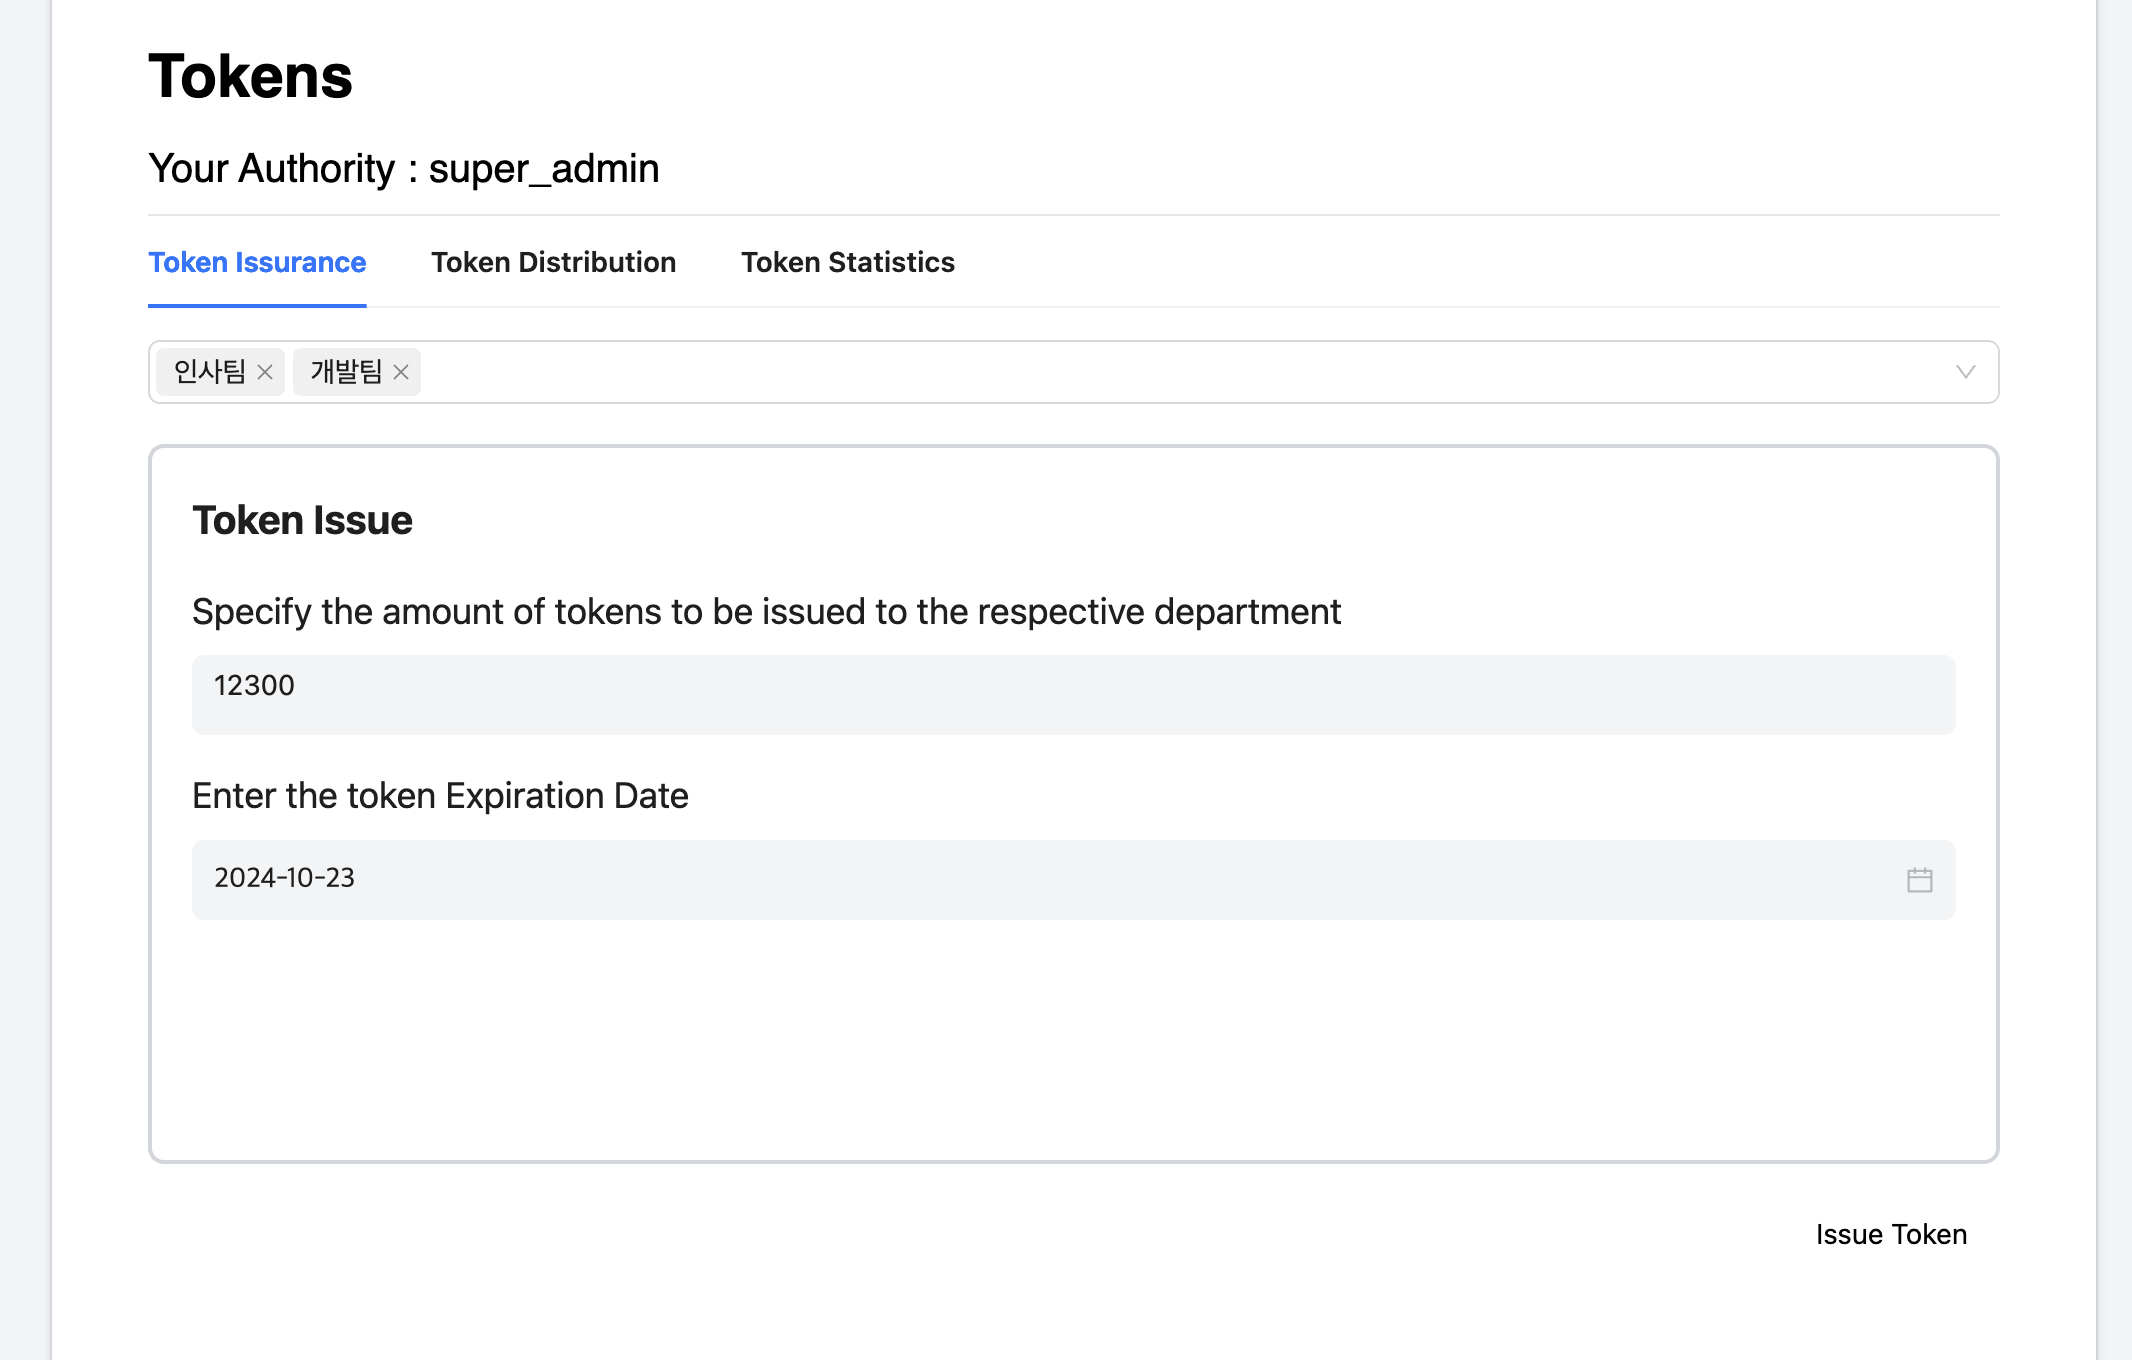 Tokens
Your Authority : super_admin
Token Issurance Token Distribution Token Statistics
인사팀 개발팀
Token Issue
Specify the amount of tokens to be issued to the respective department
12300
Enter the token Expiration Date
2024-10-23
Issue Token